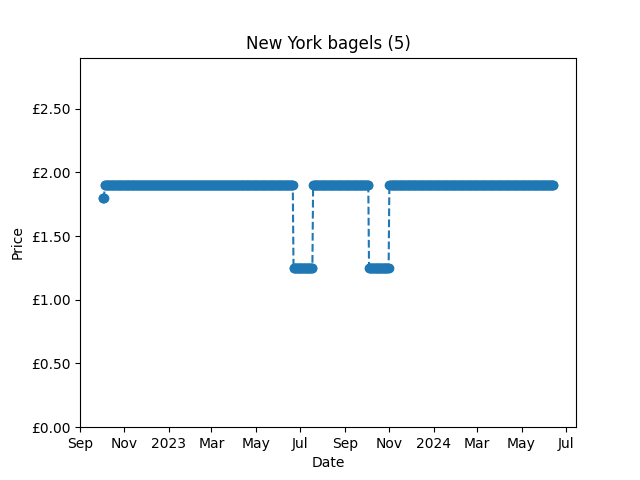 New York bagels (5)
Price
£2.50
£2.00
£1.50
£1.00
£0.50
£0.00
Sep Nov 2023 Mar May Jul Sep Nov 2024 Mar May Jul
Date